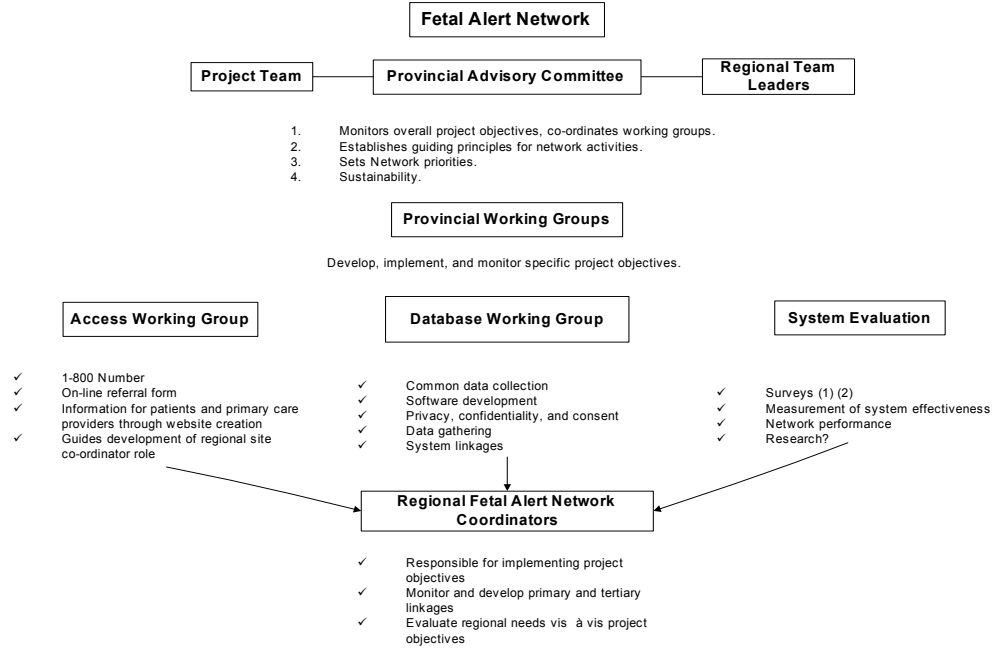 Fetal Alert Network
Project Team
Provincial Advisory Committee
Regional Team
Leaders
1. Monitors overall project objectives, co-ordinates working groups.
2. Establishes guiding principles for network activities.
3. Sets Network priorities.
4. Sustainability.
Provincial Working Groups
Develop, implement, and monitor specific project objectives.
Access Working Group
✓ 1-800 Number
✓ On-line referral form
✓ Information for patients and primary care
providers through website creation
✓ Guides development of regional site
co-ordinator role
Database Working Group
✓ Common data collection
✓ Software development
✓ Privacy, confidentiality, and consent
✓ Data gathering
✓ System linkages
System Evaluation
✓ Surveys (1) (2)
✓ Measurement of system effectiveness
✓ Network performance
✓ Research?
Regional Fetal Alert Network
Coordinators
✓ Responsible for implementing project
objectives
✓ Monitor and develop primary and tertiary
linkages
✓ Evaluate regional needs vis à vis project
objectives